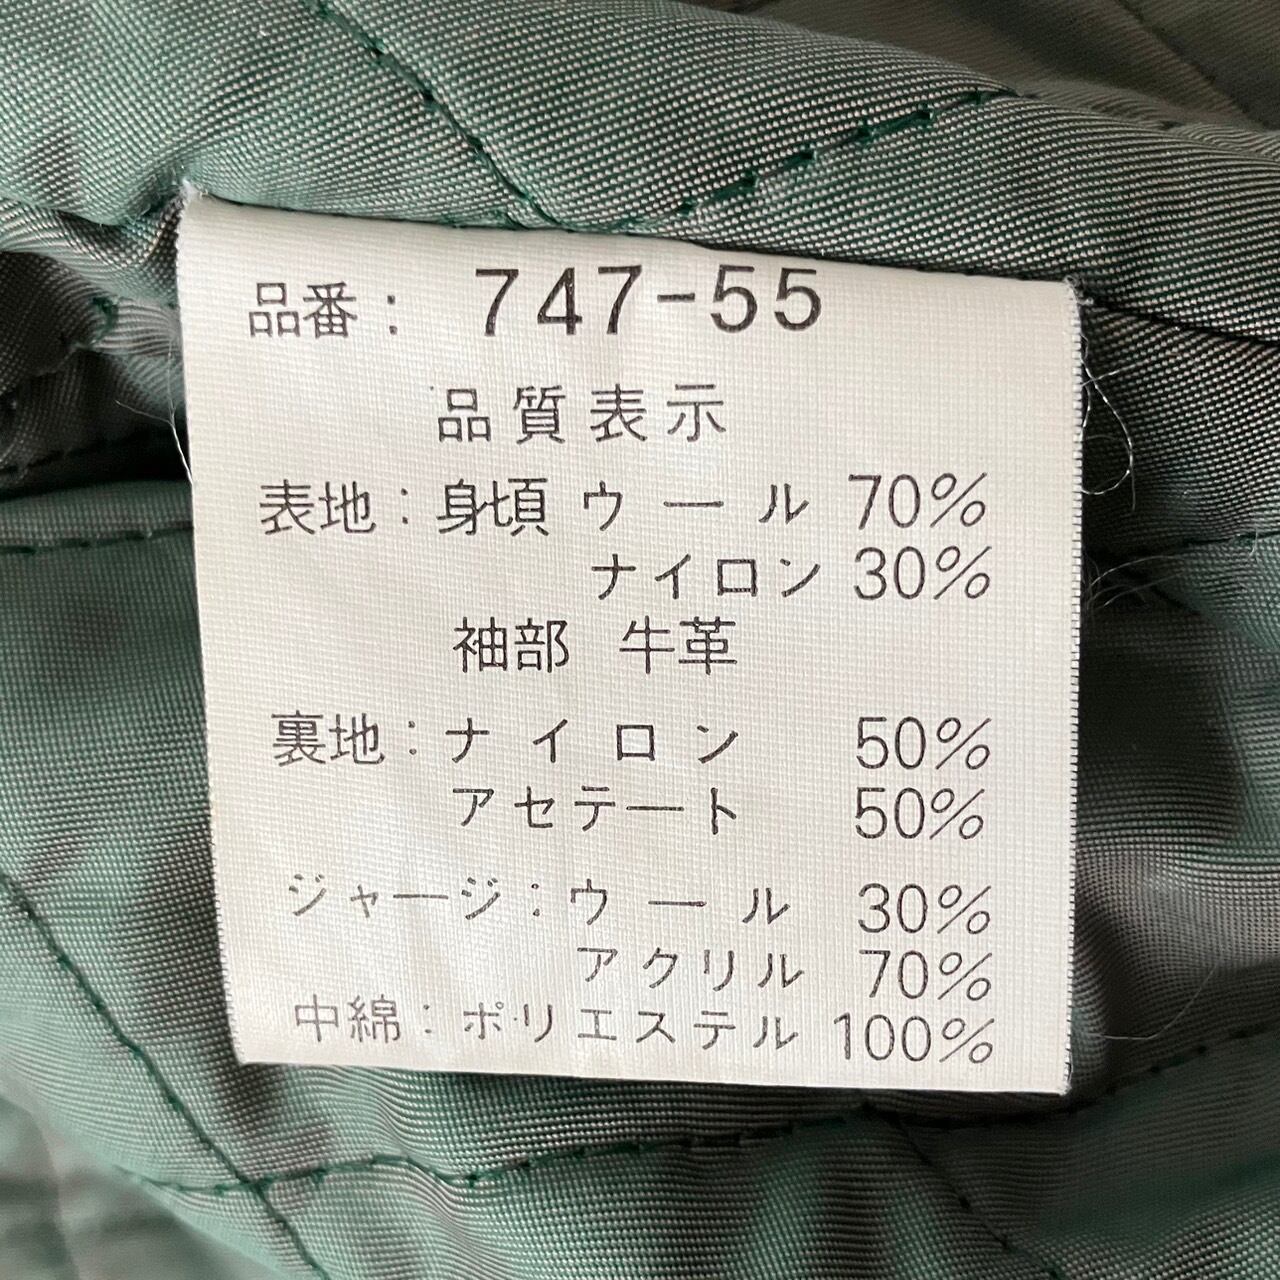 品番： 747-55
品質表示
表地：身頃 ウール 70%
ナイロン 30%
袖部 牛革
裏地：ナイロン 50%
アセテート 50%
ジャージ：ウール 30%
アクリル 70%
中綿：ポリエステル 100%